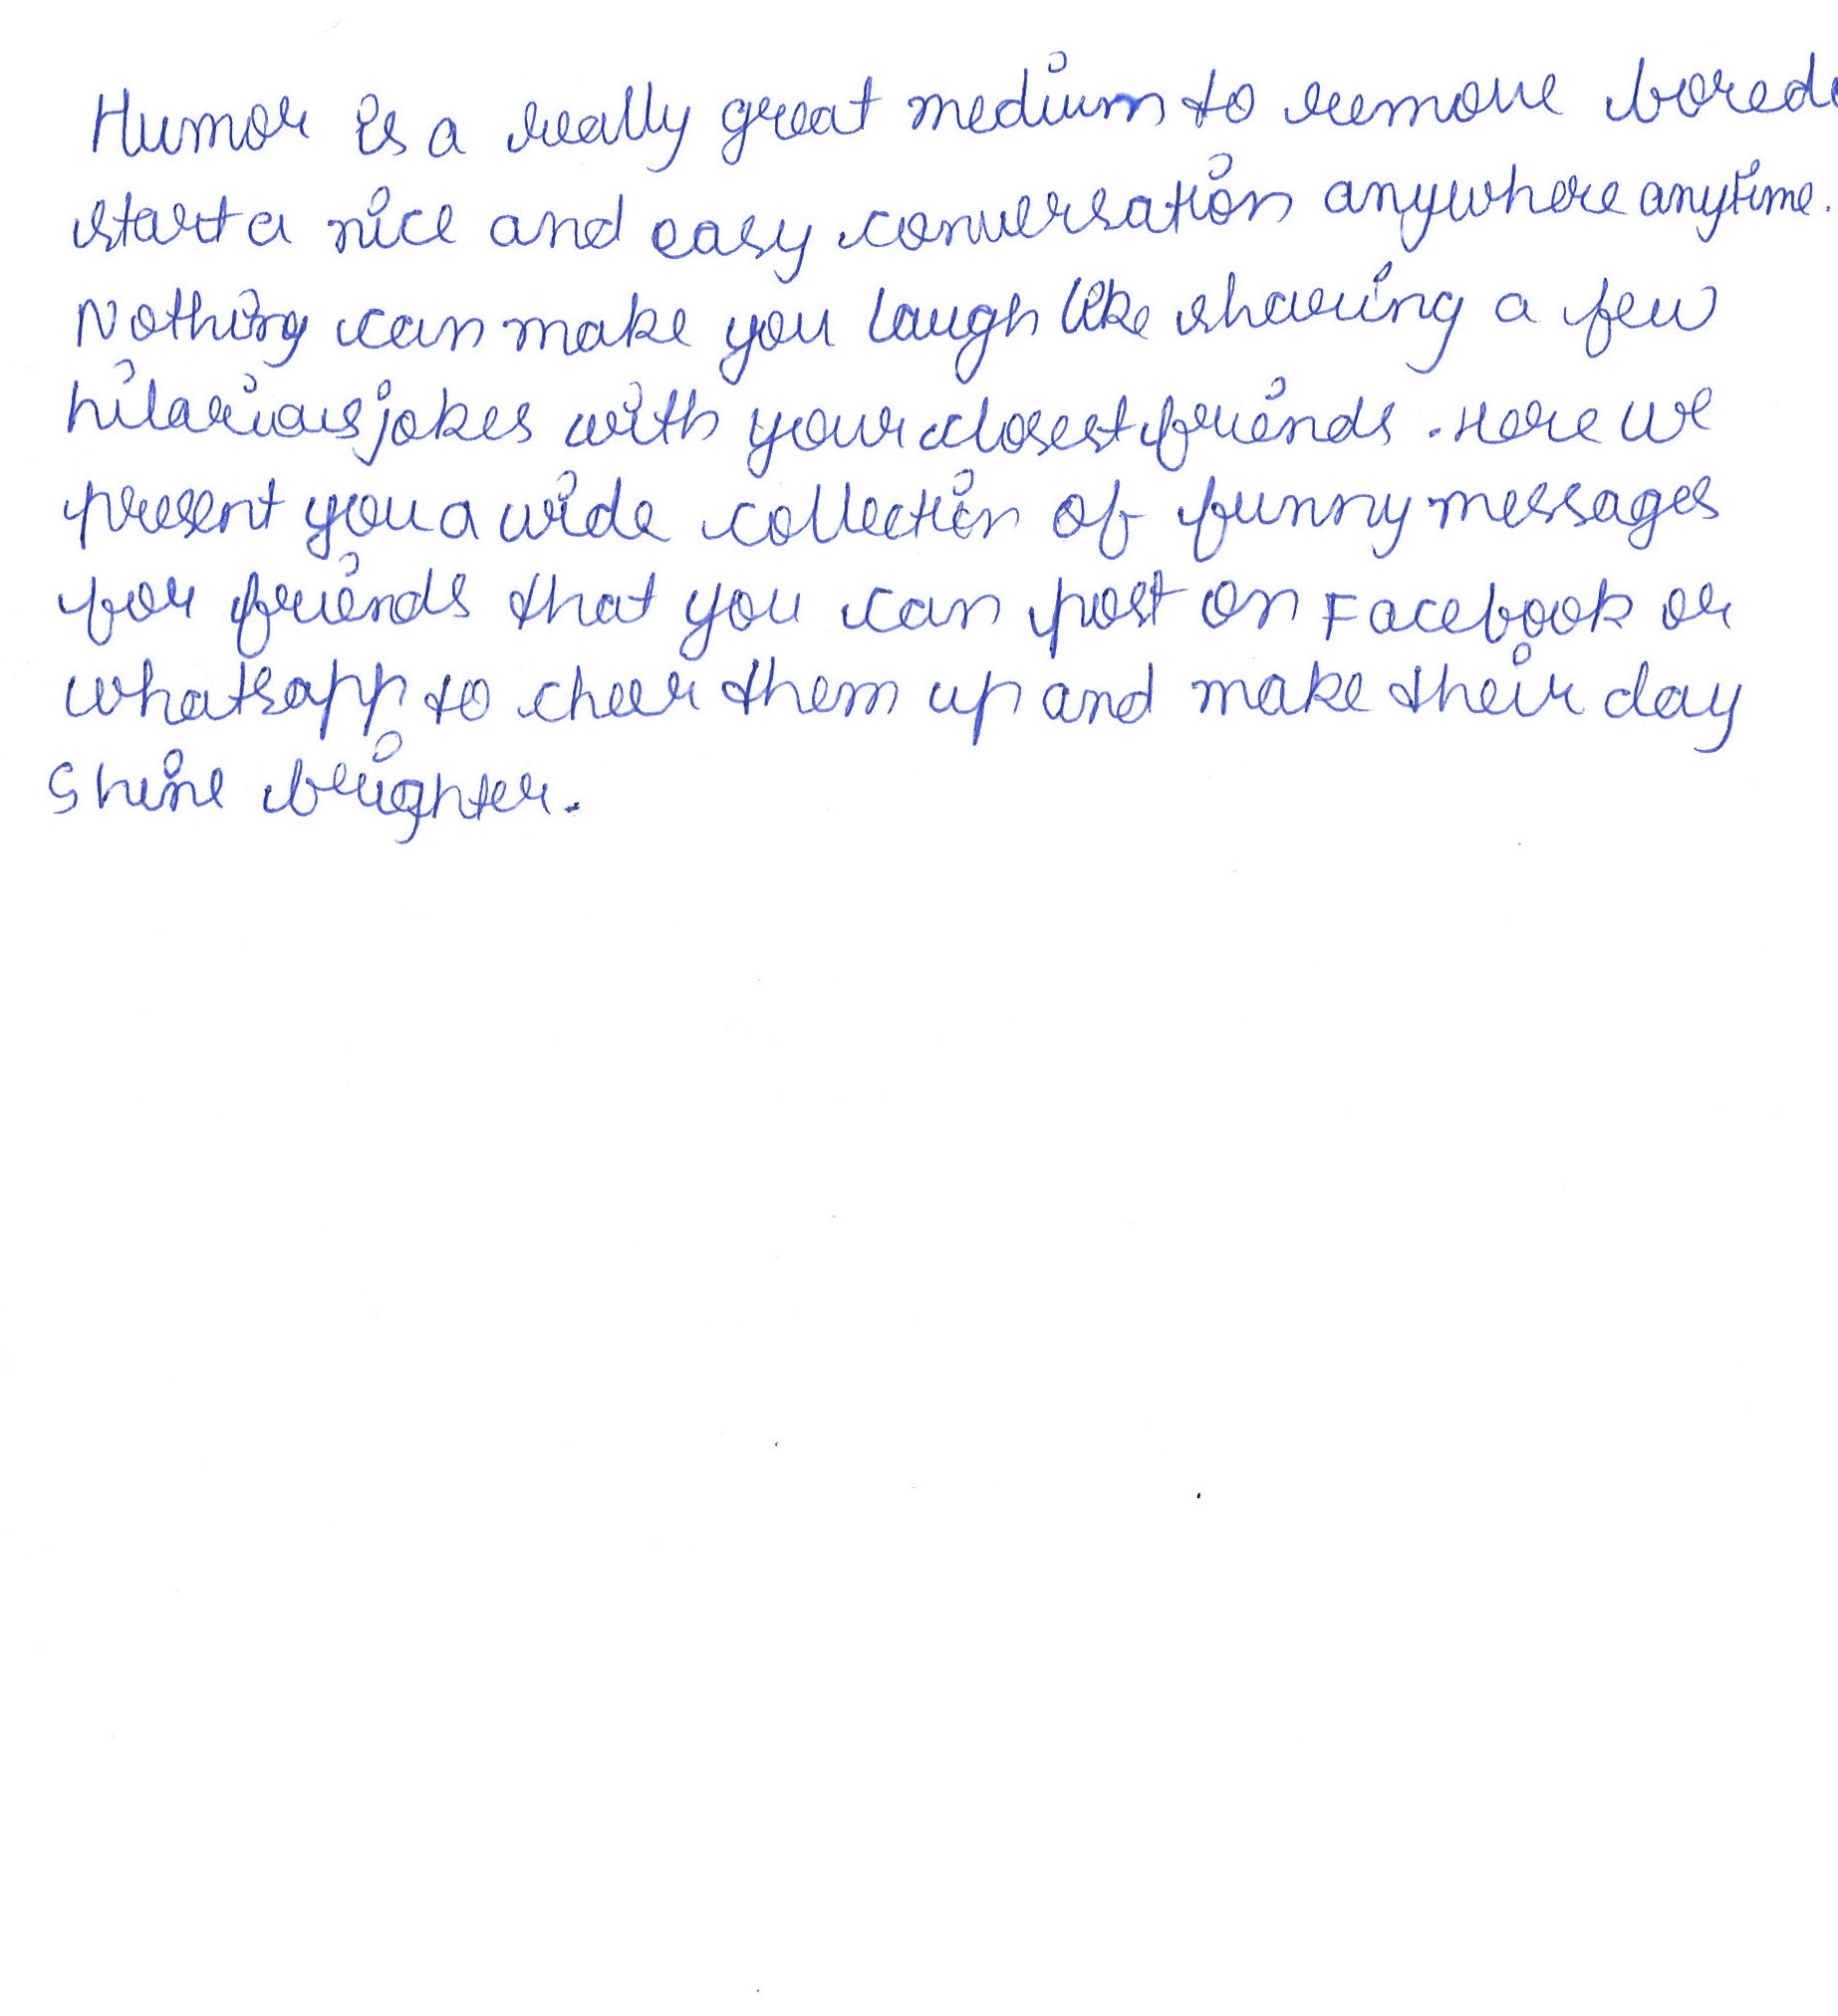 Humor is a really great medium to remove
start a nice and easy conversation anywhere anytime.
Nothing can make you laugh like sharing a few
hilarious jokes with your closest friends. Here we
present you a wide collection of funny messages
for friends that you can post on Facebook or
whatsapp to cheer them up and make their day
Shine brighter.